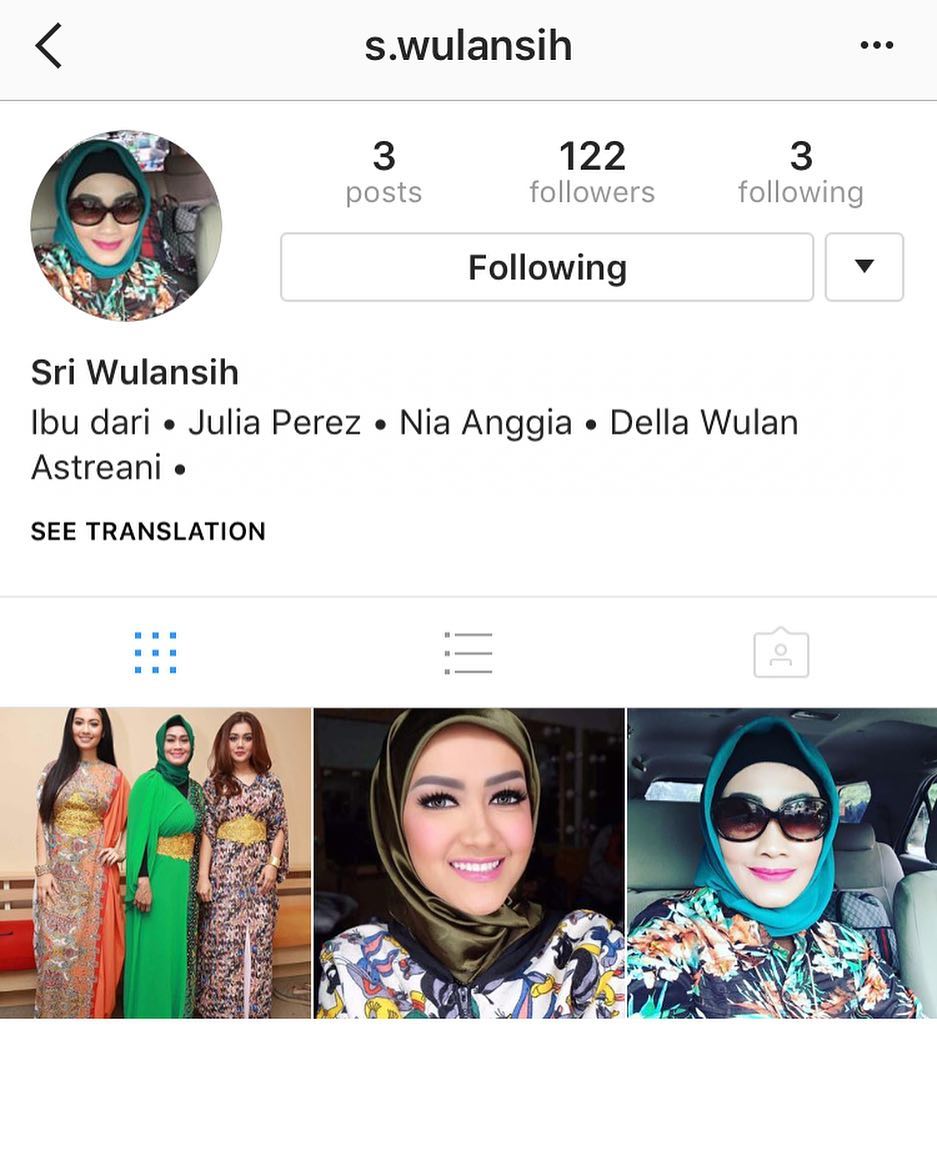 s.wulansih
3 122 3
posts followers following
Following
Sri Wulansih
Ibu dari • Julia Perez • Nia Anggia • Della Wulan
Astreani •
SEE TRANSLATION